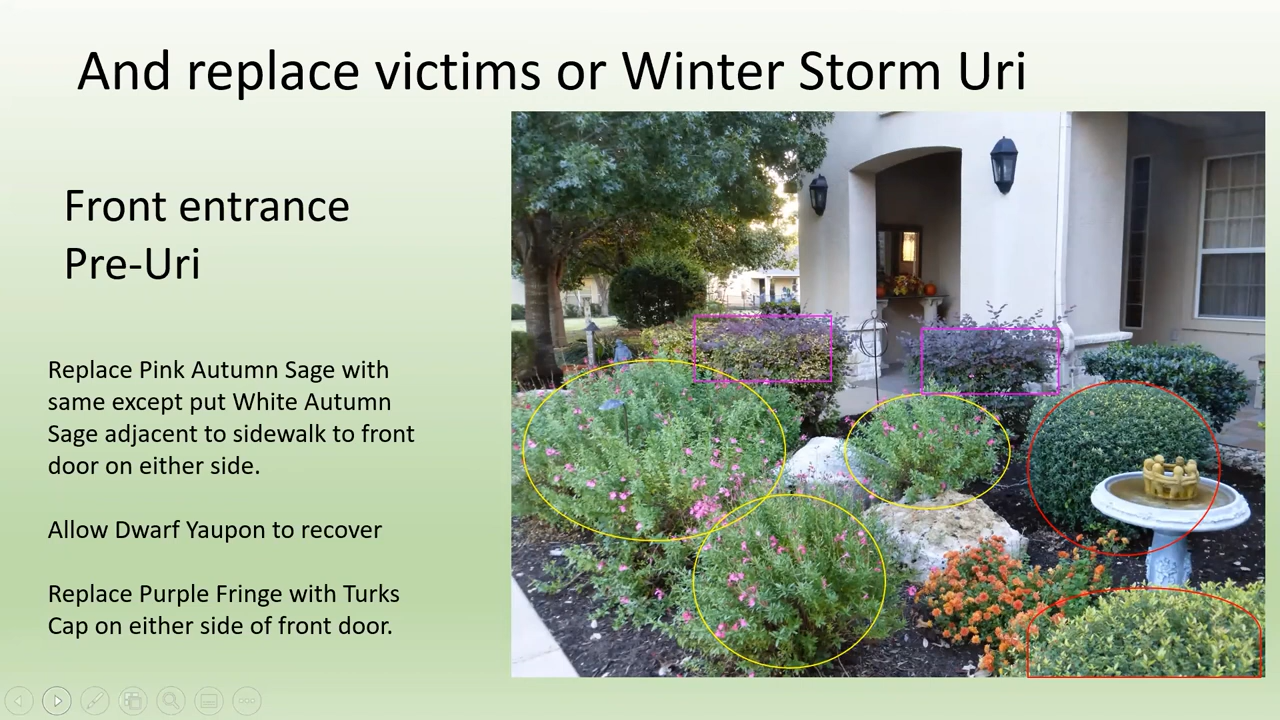 And replace victims or Winter Storm Uri
Front entrance
Pre-Uri
Replace Pink Autumn Sage with
same except put White Autumn
Sage adjacent to sidewalk to front
door on either side.
Allow Dwarf Yaupon to recover
Replace Purple Fringe with Turks
Cap on either side of front door.